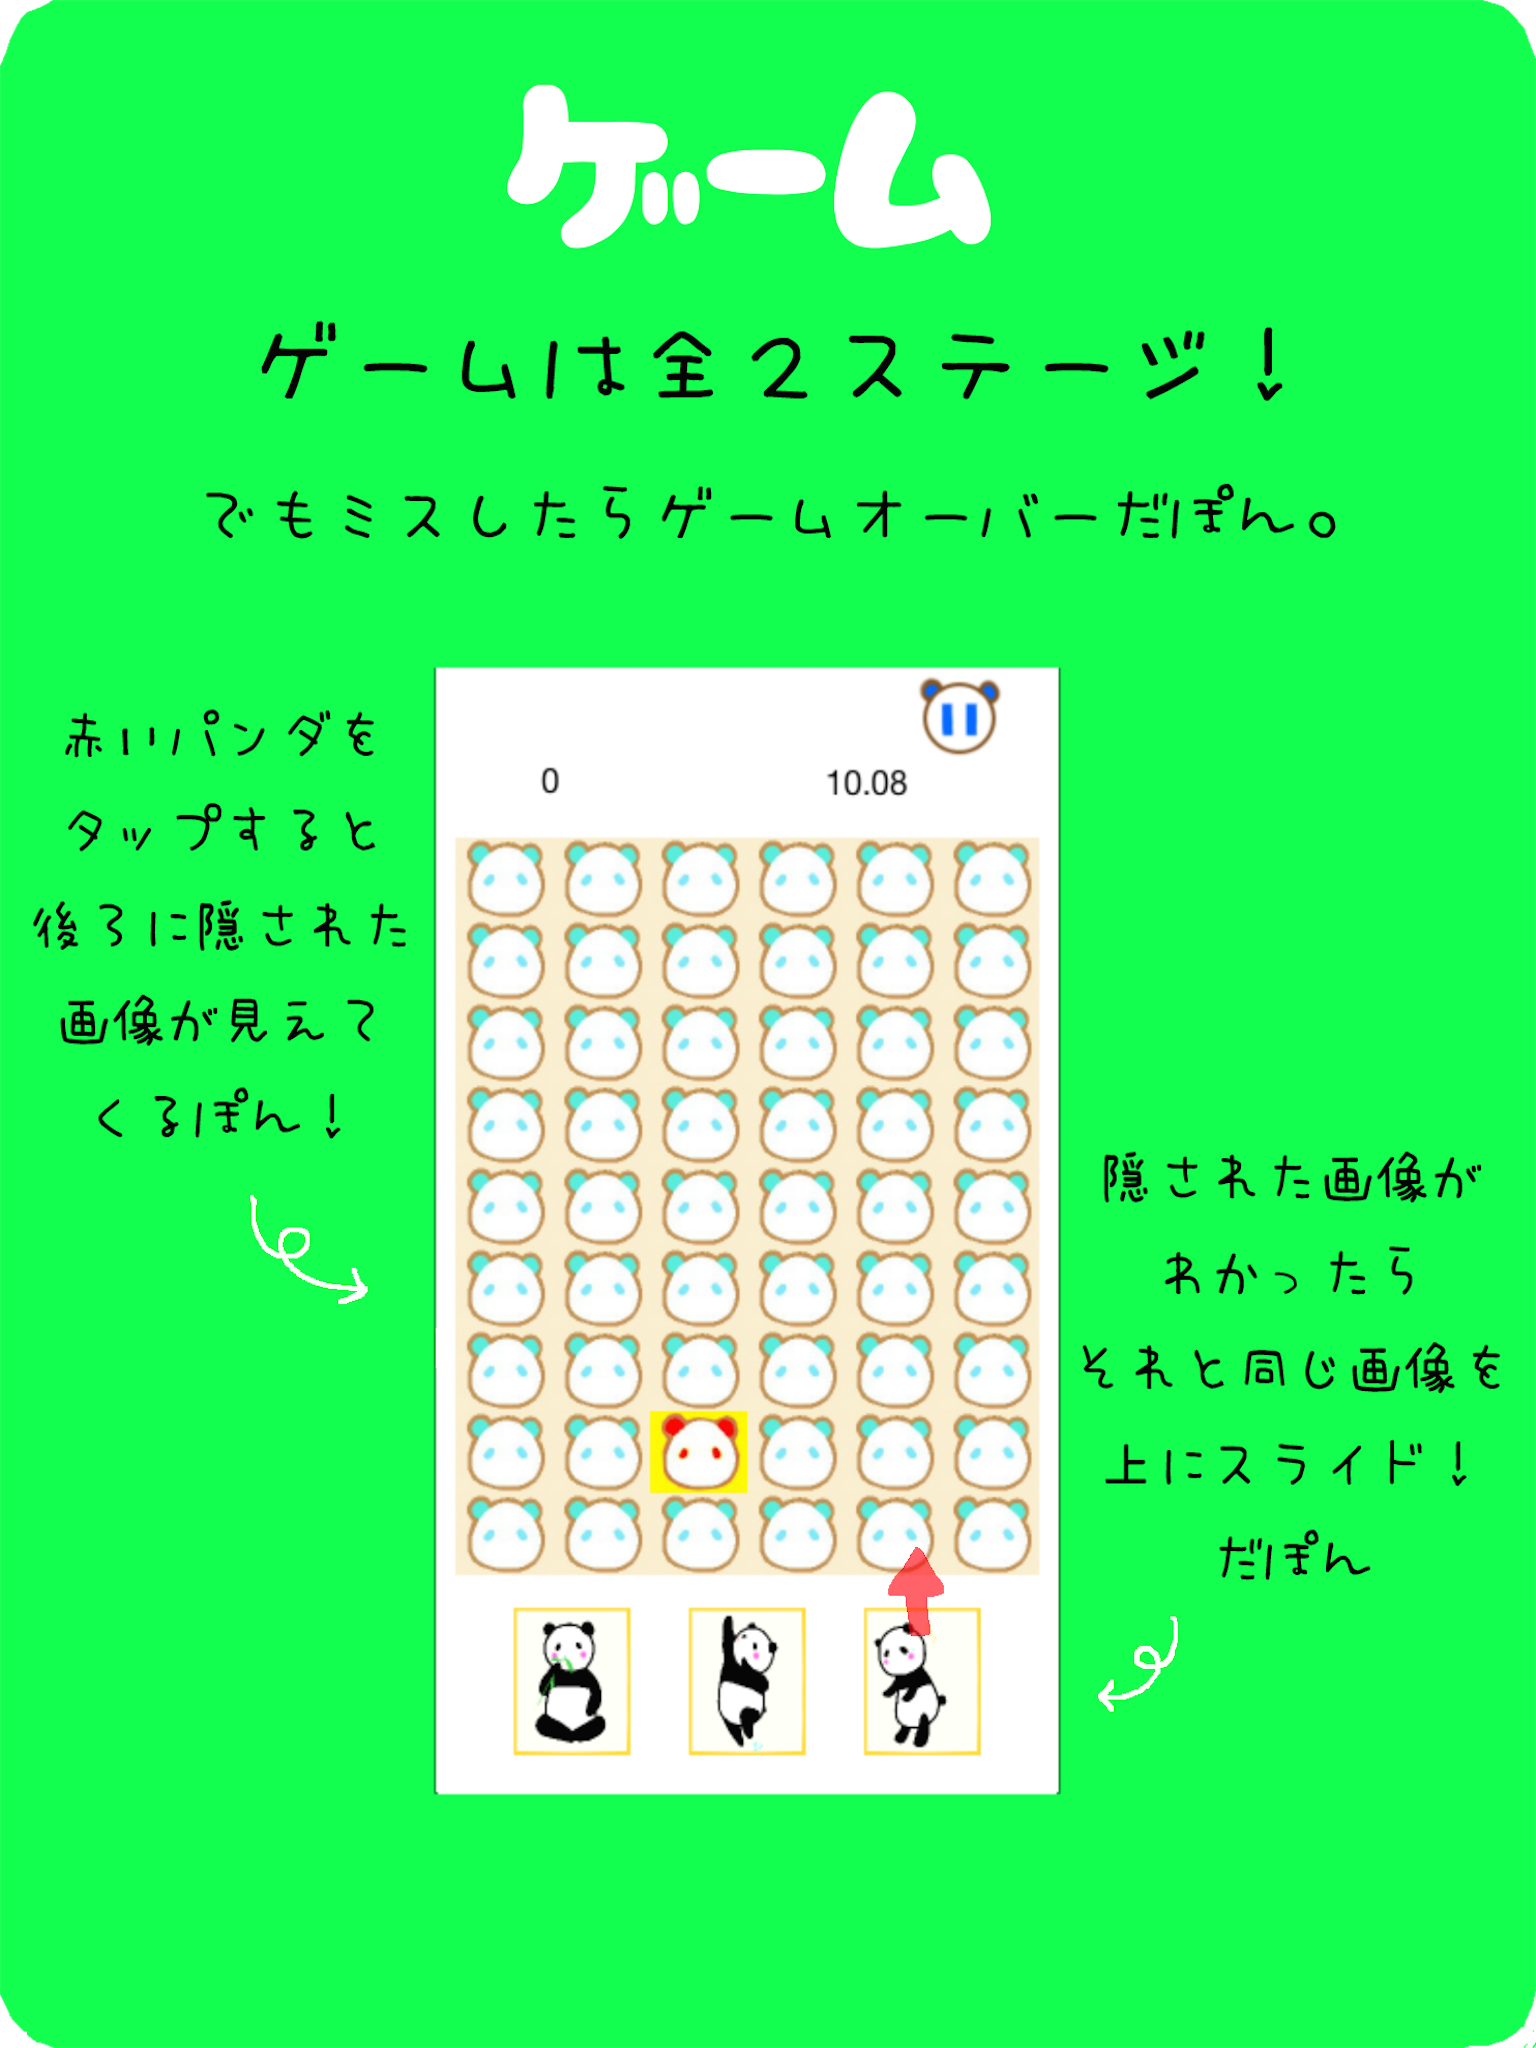 ゲーム
ゲームは全2ステージ!
でもミスしたらゲームオーバーだぽん。
赤いパンダを
タップすると
後ろに隠された
画像が見えて
くるぽん!
0
10.08
隠された画像が
わかったら
それと同じ画像を
上にスライド!
だぽん